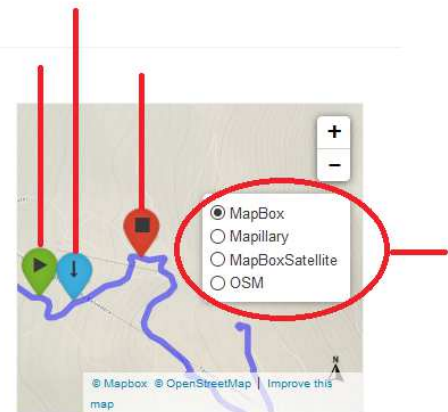 +
−
MapBox
Mapillary
MapBoxSatellite
OSM
N
© Mapbox © OpenStreetMap | Improve this
map